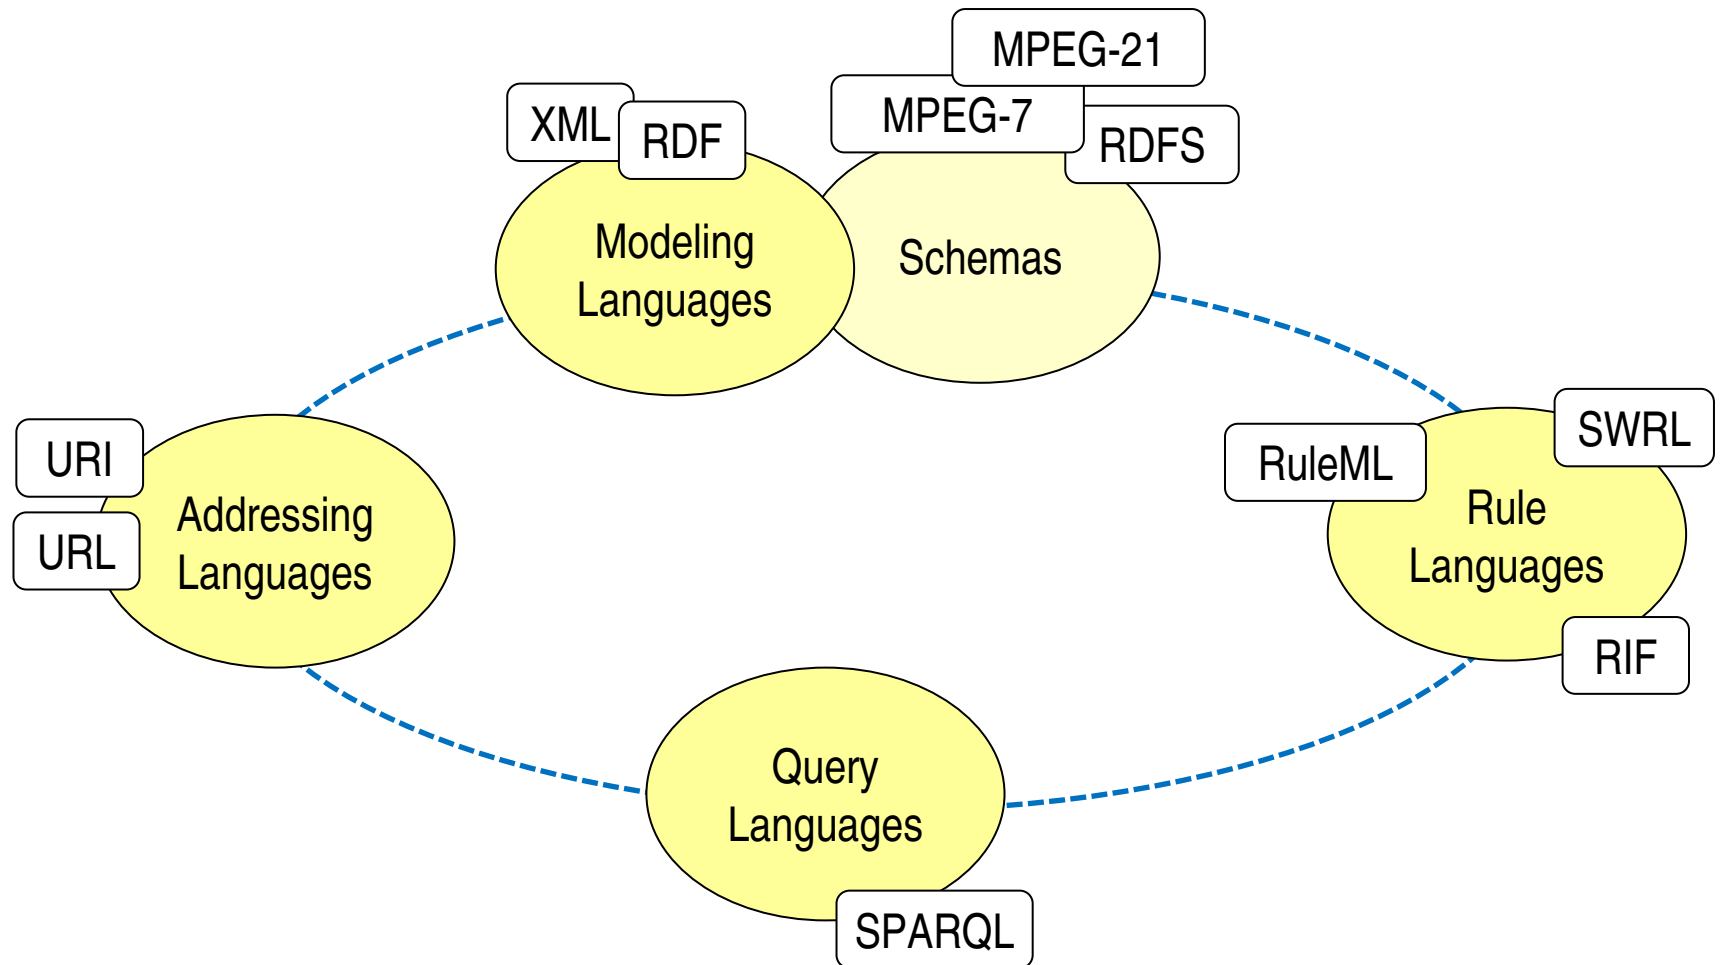 MPEG-21
MPEG-7
RDFS
XML
RDF
Modeling
Languages
Schemas
URI
URL
Addressing
Languages
RuleML
SWRL
Rule
Languages
RIF
Query
Languages
SPARQL